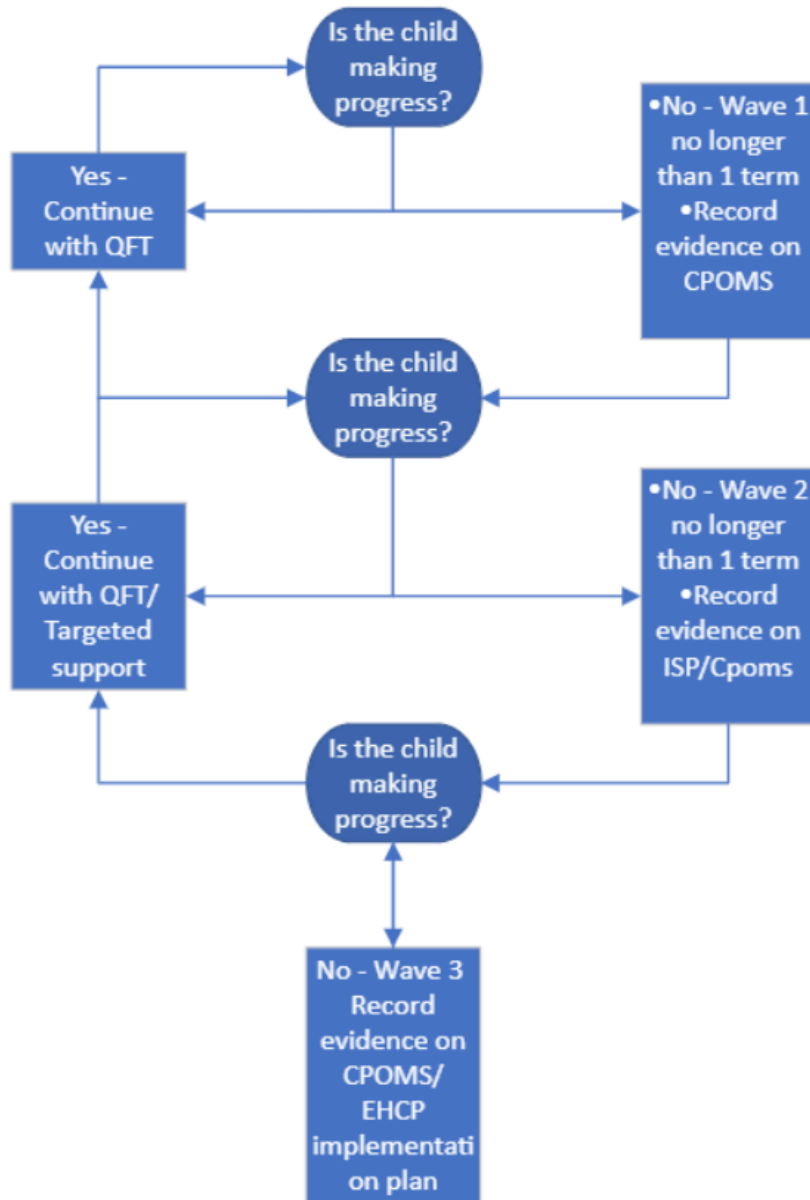 Is the child
making
progress?
Yes -
Continue
with QFT
•No - Wave 1
no longer
than 1 term
•Record
evidence on
CPOMS
Is the child
making
progress?
Yes -
Continue
with QFT/
Targeted
support
•No - Wave 2
no longer
than 1 term
•Record
evidence on
ISP/Cpoms
Is the child
making
progress?
No - Wave 3
Record
evidence on
CPOMS/
EHCP
implementati
on plan